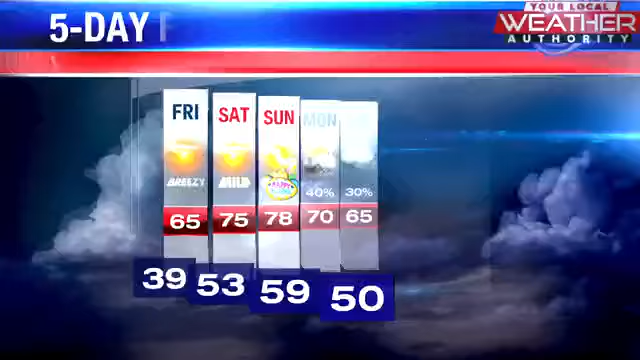 5-DAY F
YOUR LOCAL
WEATHER
AUTHORITY
FRI SAT SUN MON
BREEZY MILD HAPPY 40% 30%
65 75 78 70 65
39 53 59 50